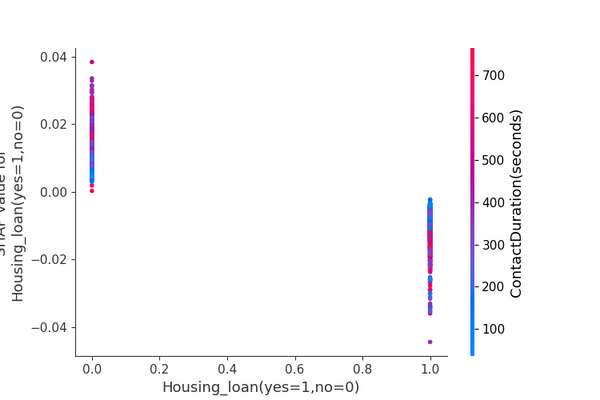 0.04
0.02
0.00
−0.02
−0.04
SHAP value for
Housing_loan(yes=1,no=0)
0.0 0.2 0.4 0.6 0.8 1.0
Housing_loan(yes=1,no=0)
700
600
500
400
300
200
100
ContactDuration(seconds)